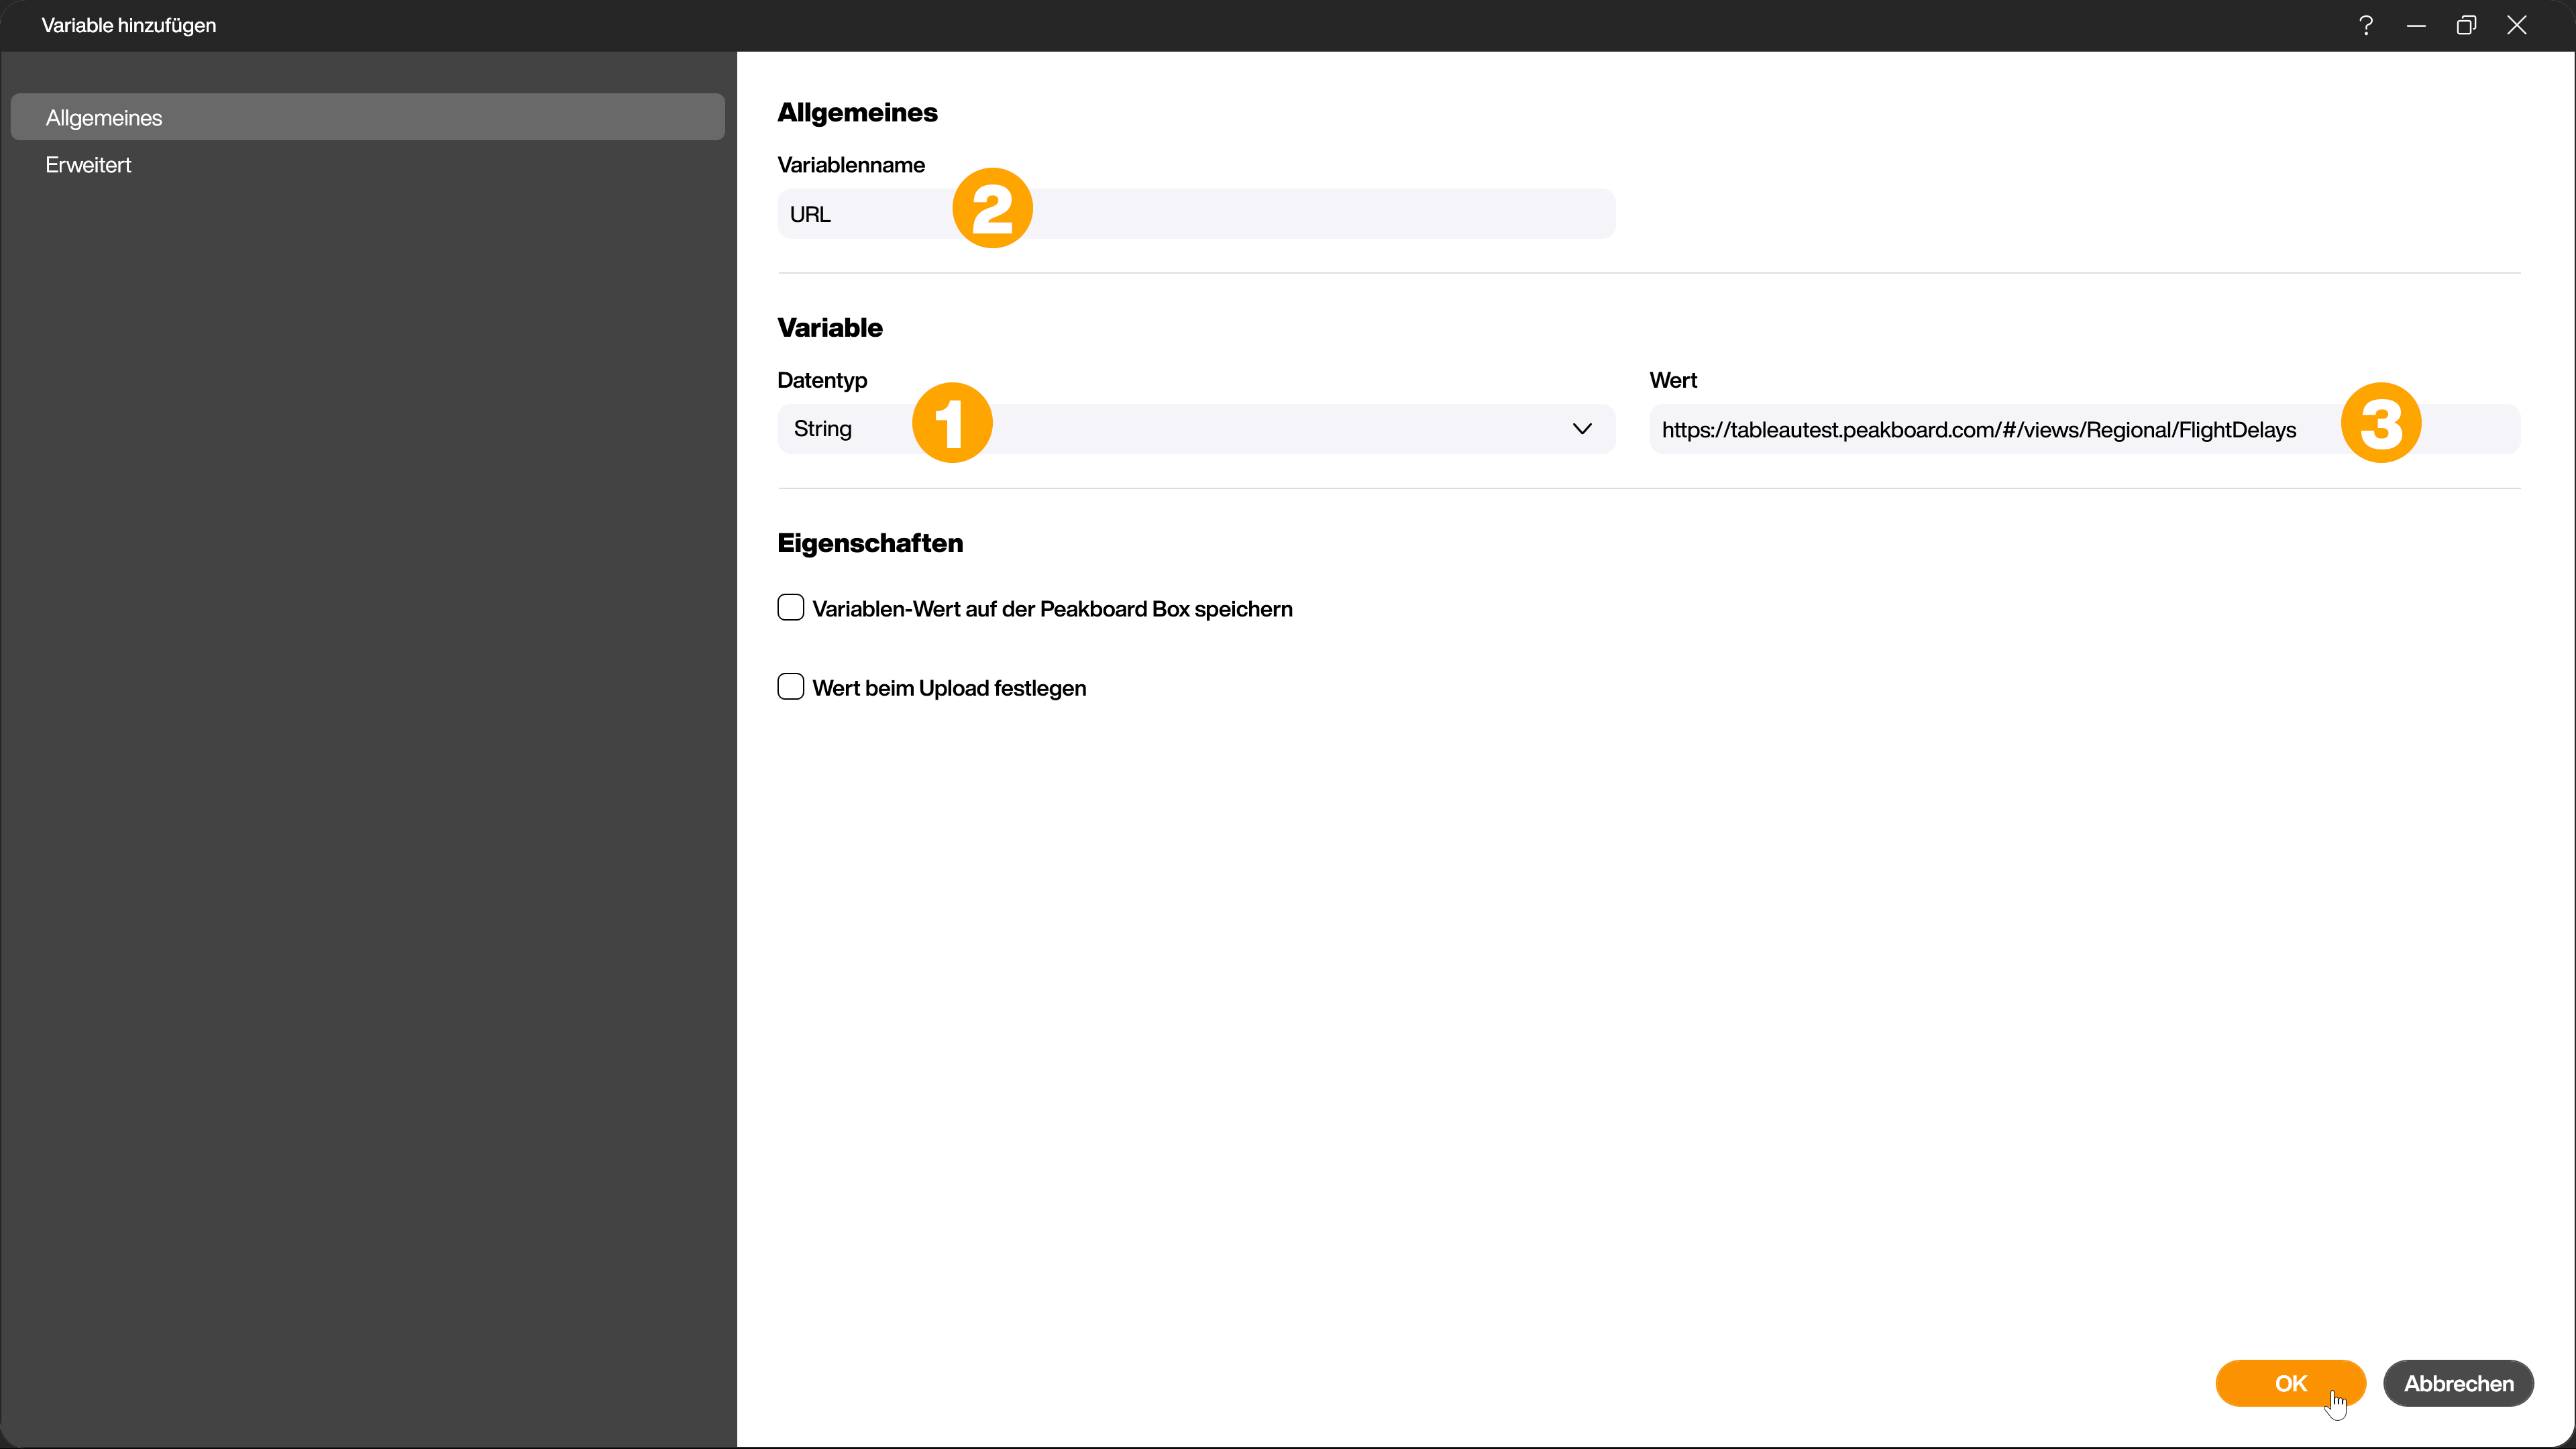 Variable hinzufügen
Allgemeines
Erweitert
Allgemeines
Variablenname
URL
2
Variable
Datentyp
String
1
Wert
https://tableautest.peakboard.com/#/views/Regional/FlightDelays
3
Eigenschaften
Variablen-Wert auf der Peakboard Box speichern
Wert beim Upload festlegen
OK
Abbrechen